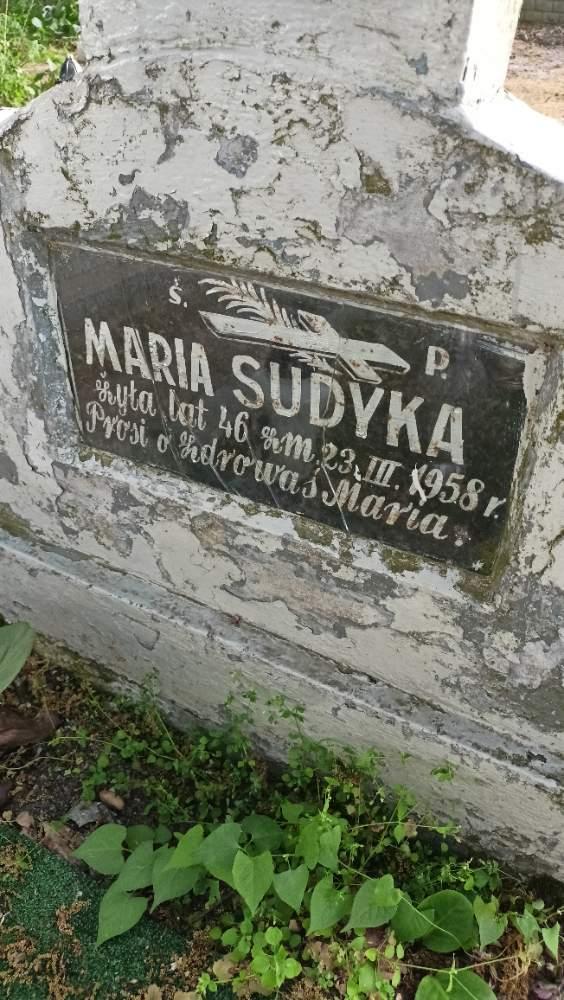 Ś. P.
MARIA SUDYKA
żyła lat 46 zm. 23.III.1958 r.
Prosi o Zdrowaś Maria.